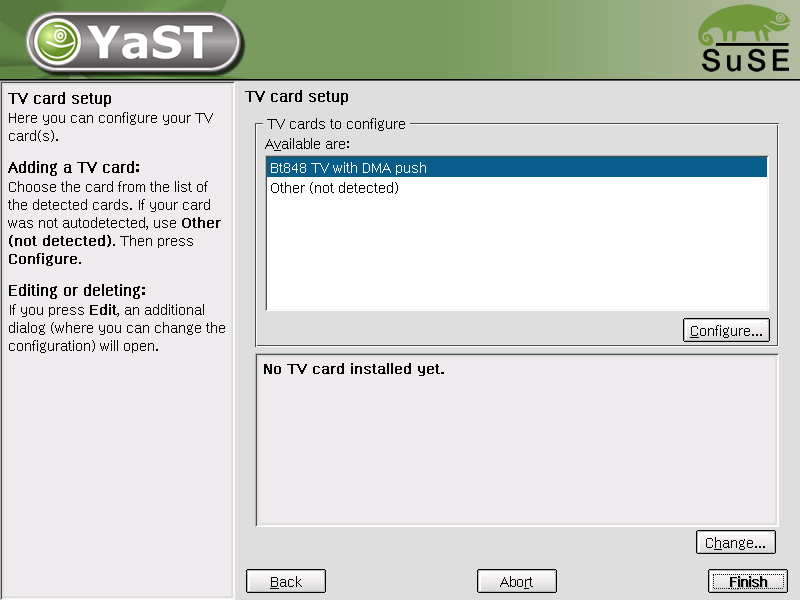 YaST
SuSE
TV card setup
Here you can configure your TV
card(s).
Adding a TV card:
Choose the card from the list of
the detected cards. If your card
was not autodetected, use Other
(not detected). Then press
Configure.
Editing or deleting:
If you press Edit, an additional
dialog (where you can change the
configuration) will open.
TV card setup
TV cards to configure
Available are:
Bt848 TV with DMA push
Other (not detected)
Configure...
No TV card installed yet.
Change...
Back
Abort
Finish